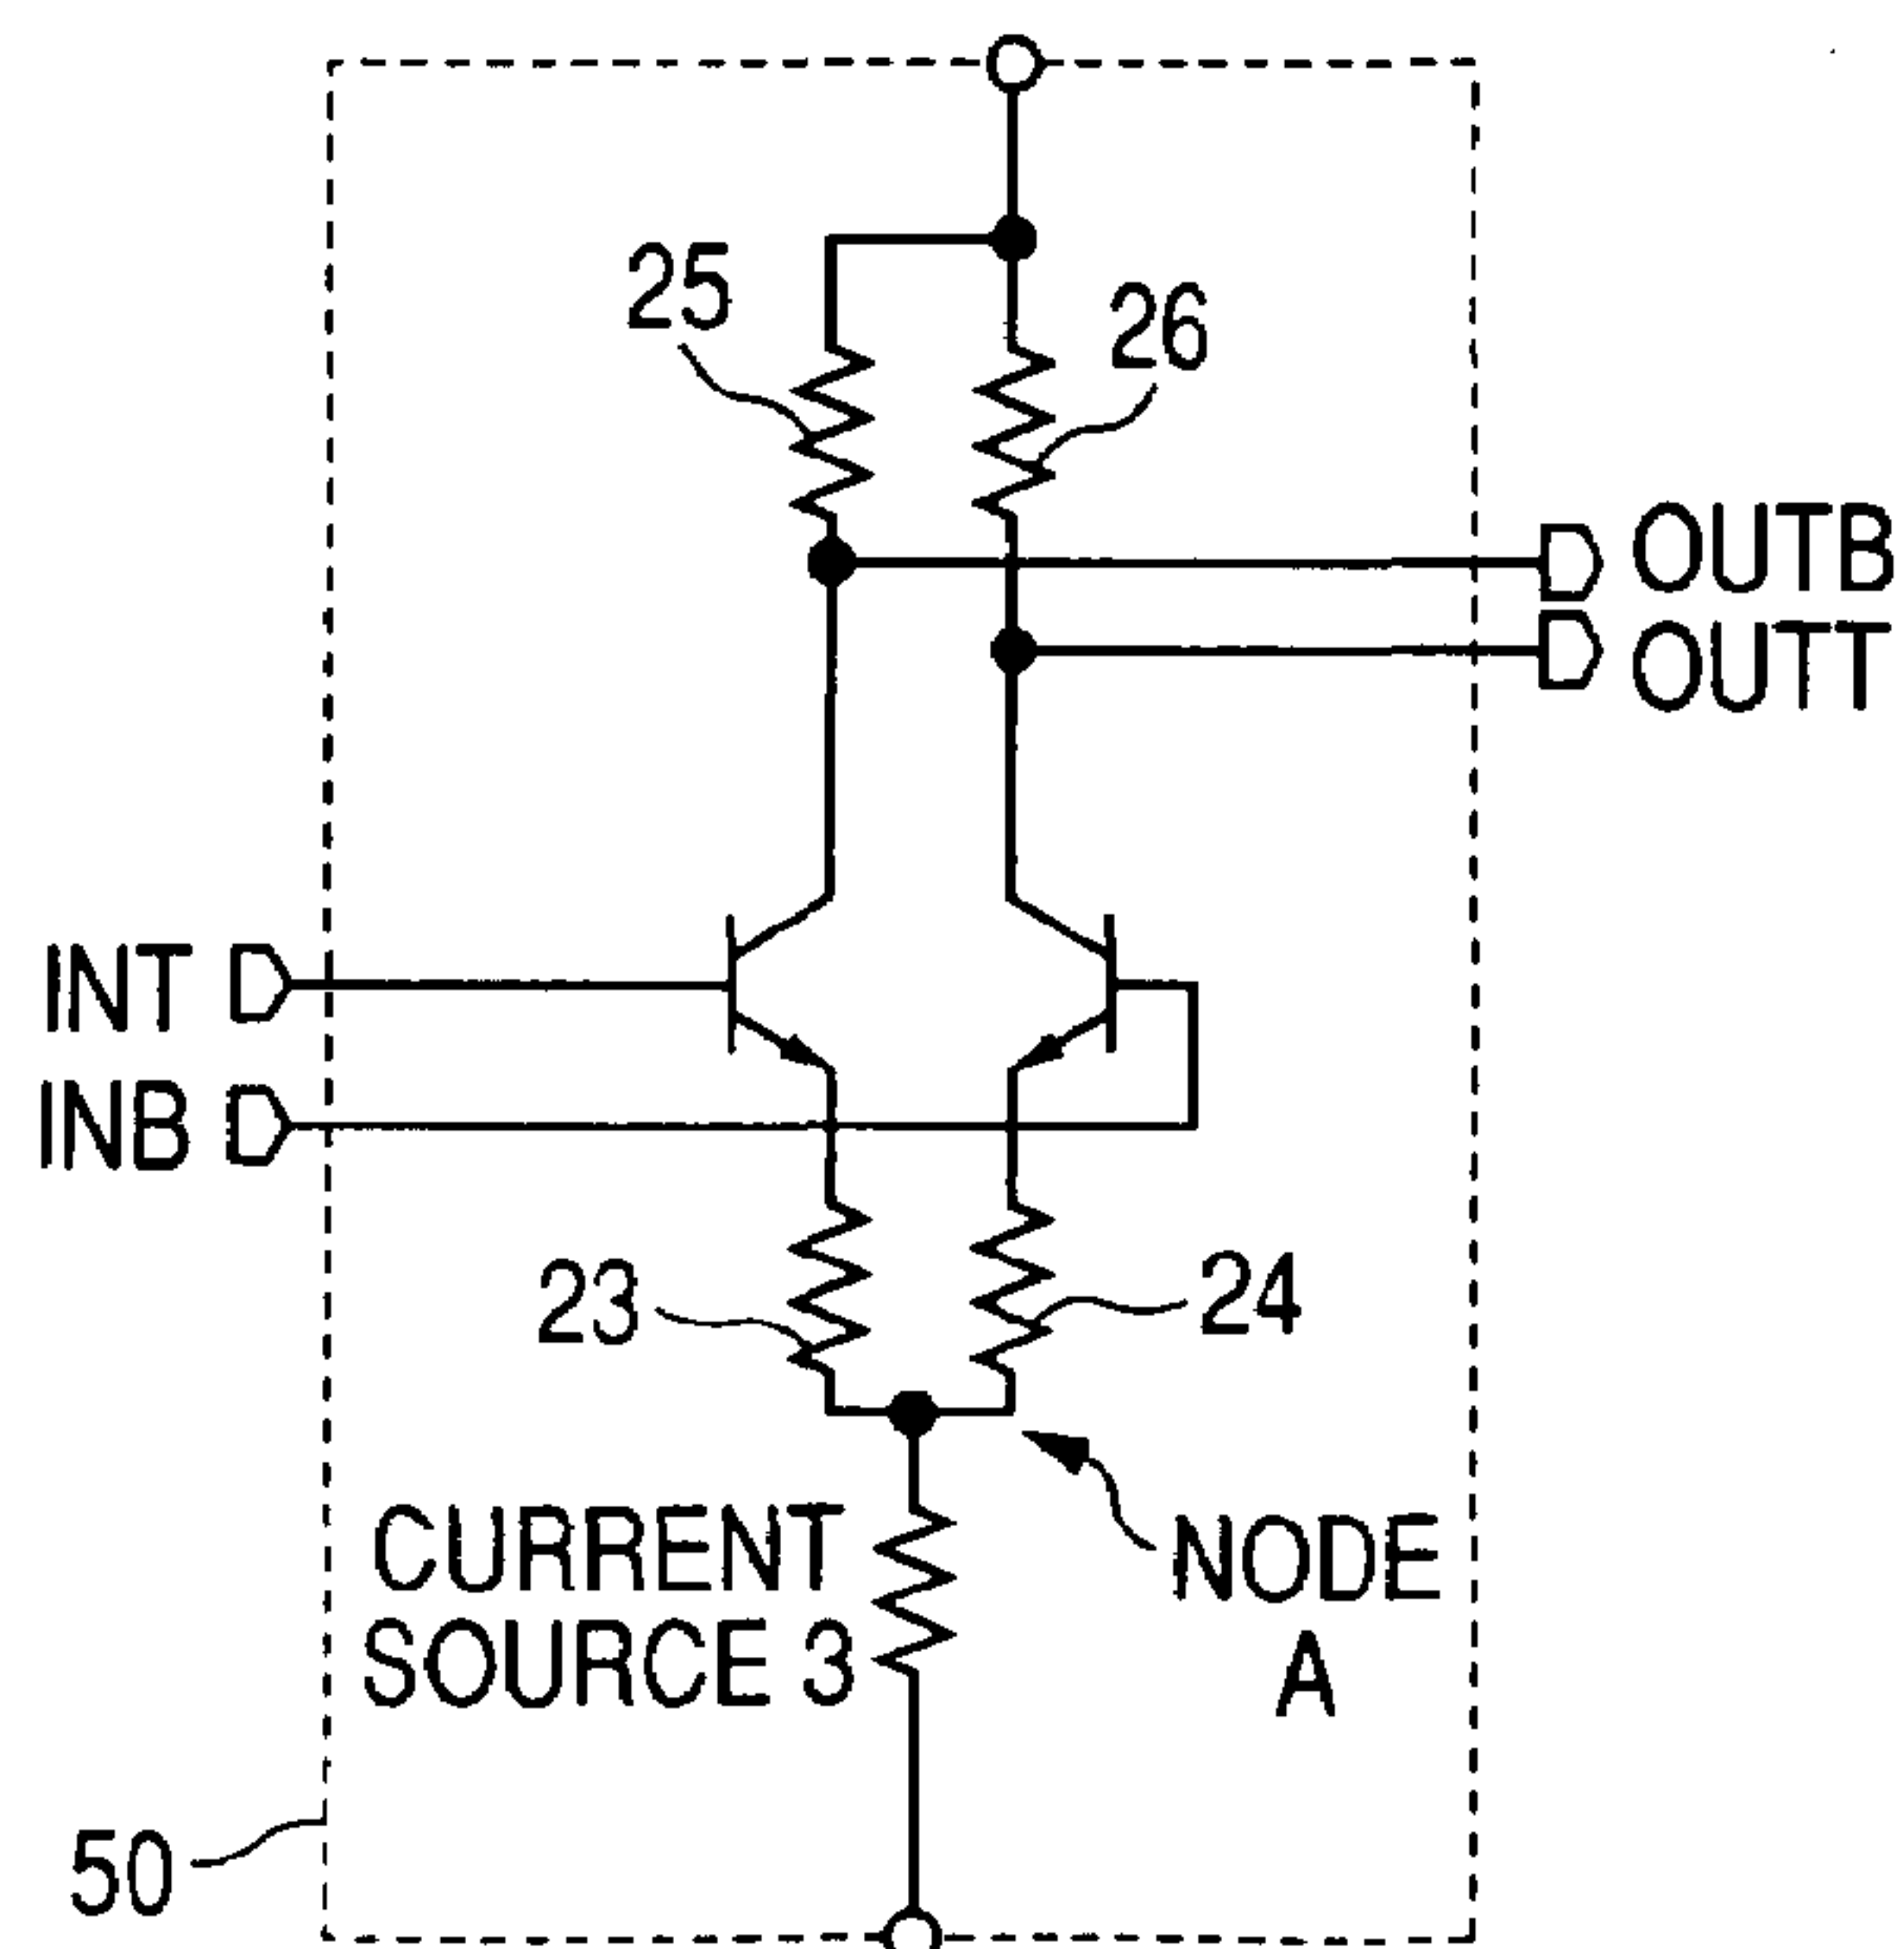 25
26
OUTB
OUTT
INT
INB
23
24
CURRENT
SOURCE 3
NODE
A
50